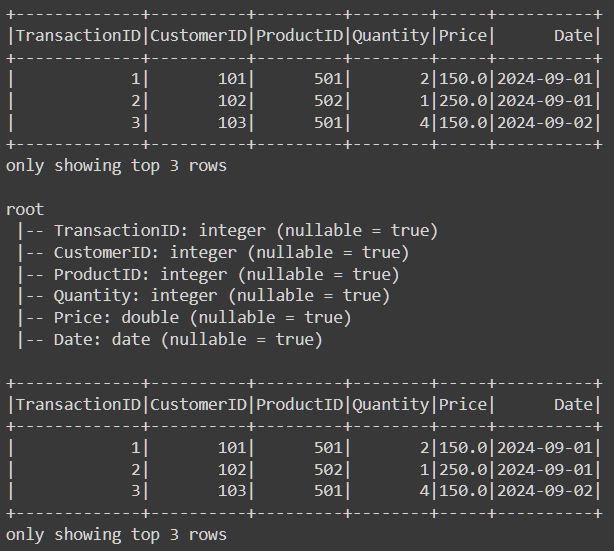 +-------------+----------+---------+--------+-----+----------+
|TransactionID|CustomerID|ProductID|Quantity|Price|      Date|
+-------------+----------+---------+--------+-----+----------+
|            1|       101|      501|       2|150.0|2024-09-01|
|            2|       102|      502|       1|250.0|2024-09-01|
|            3|       103|      501|       4|150.0|2024-09-02|
+-------------+----------+---------+--------+-----+----------+
only showing top 3 rows

root
 |-- TransactionID: integer (nullable = true)
 |-- CustomerID: integer (nullable = true)
 |-- ProductID: integer (nullable = true)
 |-- Quantity: integer (nullable = true)
 |-- Price: double (nullable = true)
 |-- Date: date (nullable = true)

+-------------+----------+---------+--------+-----+----------+
|TransactionID|CustomerID|ProductID|Quantity|Price|      Date|
+-------------+----------+---------+--------+-----+----------+
|            1|       101|      501|       2|150.0|2024-09-01|
|            2|       102|      502|       1|250.0|2024-09-01|
|            3|       103|      501|       4|150.0|2024-09-02|
+-------------+----------+---------+--------+-----+----------+
only showing top 3 rows